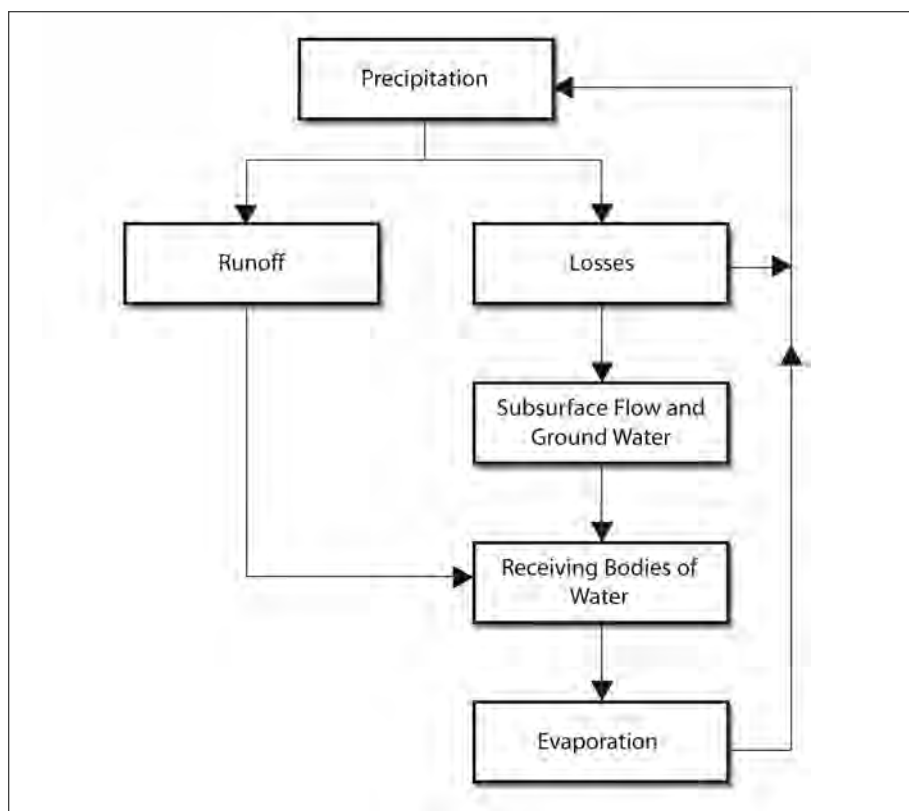 Precipitation
Runoff
Losses
Subsurface Flow and
Ground Water
Receiving Bodies of
Water
Evaporation